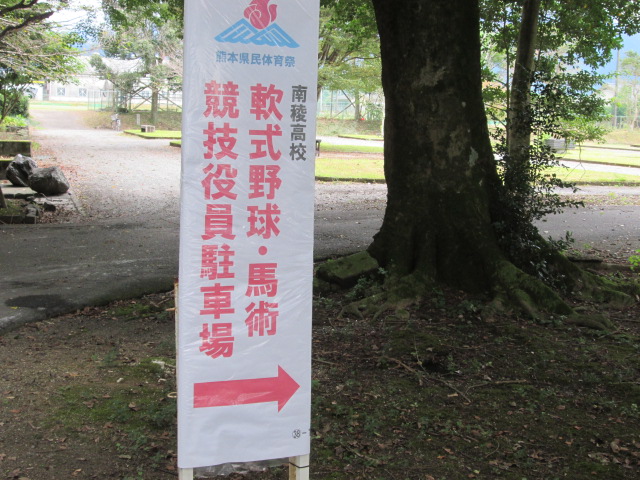 熊本県民体育祭
南稜高校
軟式野球・馬術
競技役員駐車場